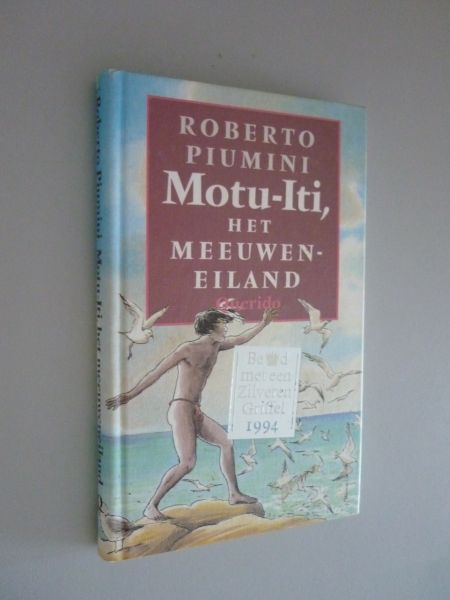 ROBERTO
PIUMINI
Motu-Iti,
HET
MEEUWEN-
EILAND
Querido
met een
Zilveren
Griffel
1994
Roberto Piumini Motu-Iti, het meeuweneiland